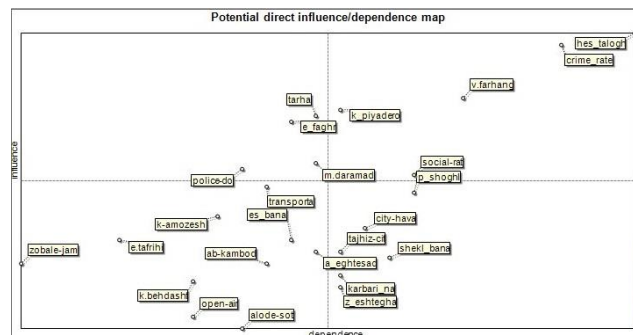 Potential direct influence/dependence map
hes_talogh
crime_rate
v.farhang
tarha
k_piyadero
e_faghr
social-rat
m.daramad
p_shoghl
police-do
transporta
es_bana
k-amozeshi
city-hava
e.tafrihi
tajhiz-cit
shekl_bana
zobale-jam
ab-kambod
a_eghtesad
k.behdasht
karbari_na
z_eshtegha
open-air
alode-sot
influence
dependence